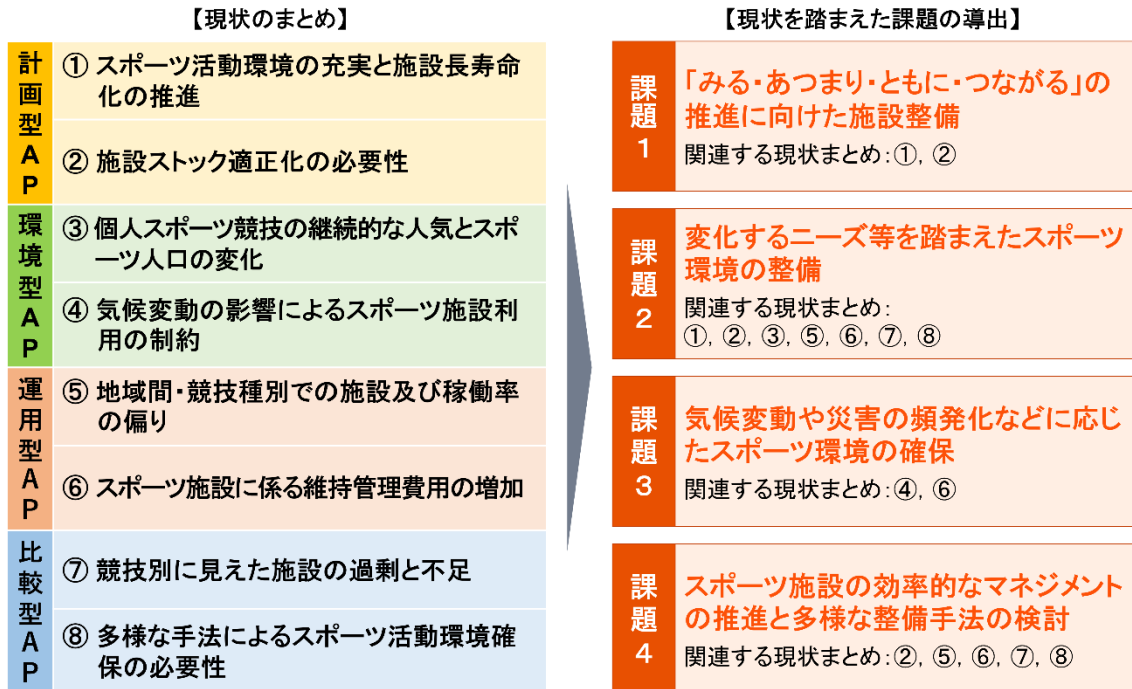 【現状のまとめ】
計画型AP
① スポーツ活動環境の充実と施設長寿命
化の推進
② 施設ストック適正化の必要性
環境型AP
③ 個人スポーツ競技の継続的な人気とスポ
ーツ人口の変化
④ 気候変動の影響によるスポーツ施設利
用の制約
運用型AP
⑤ 地域間・競技種別での施設及び稼働率
の偏り
⑥ スポーツ施設に係る維持管理費用の増加
比較型AP
⑦ 競技別に見えた施設の過剰と不足
⑧ 多様な手法によるスポーツ活動環境確
保の必要性
【現状を踏まえた課題の導出】
課題1
「みる・あつまり・ともに・つながる」の
推進に向けた施設整備
関連する現状まとめ：①, ②
課題2
変化するニーズ等を踏まえたスポーツ
環境の整備
関連する現状まとめ：
①, ②, ③, ⑤, ⑥, ⑦, ⑧
課題3
気候変動や災害の頻発化などに応じ
たスポーツ環境の確保
関連する現状まとめ：④, ⑥
課題4
スポーツ施設の効率的なマネジメント
の推進と多様な整備手法の検討
関連する現状まとめ：②, ⑤, ⑥, ⑦, ⑧